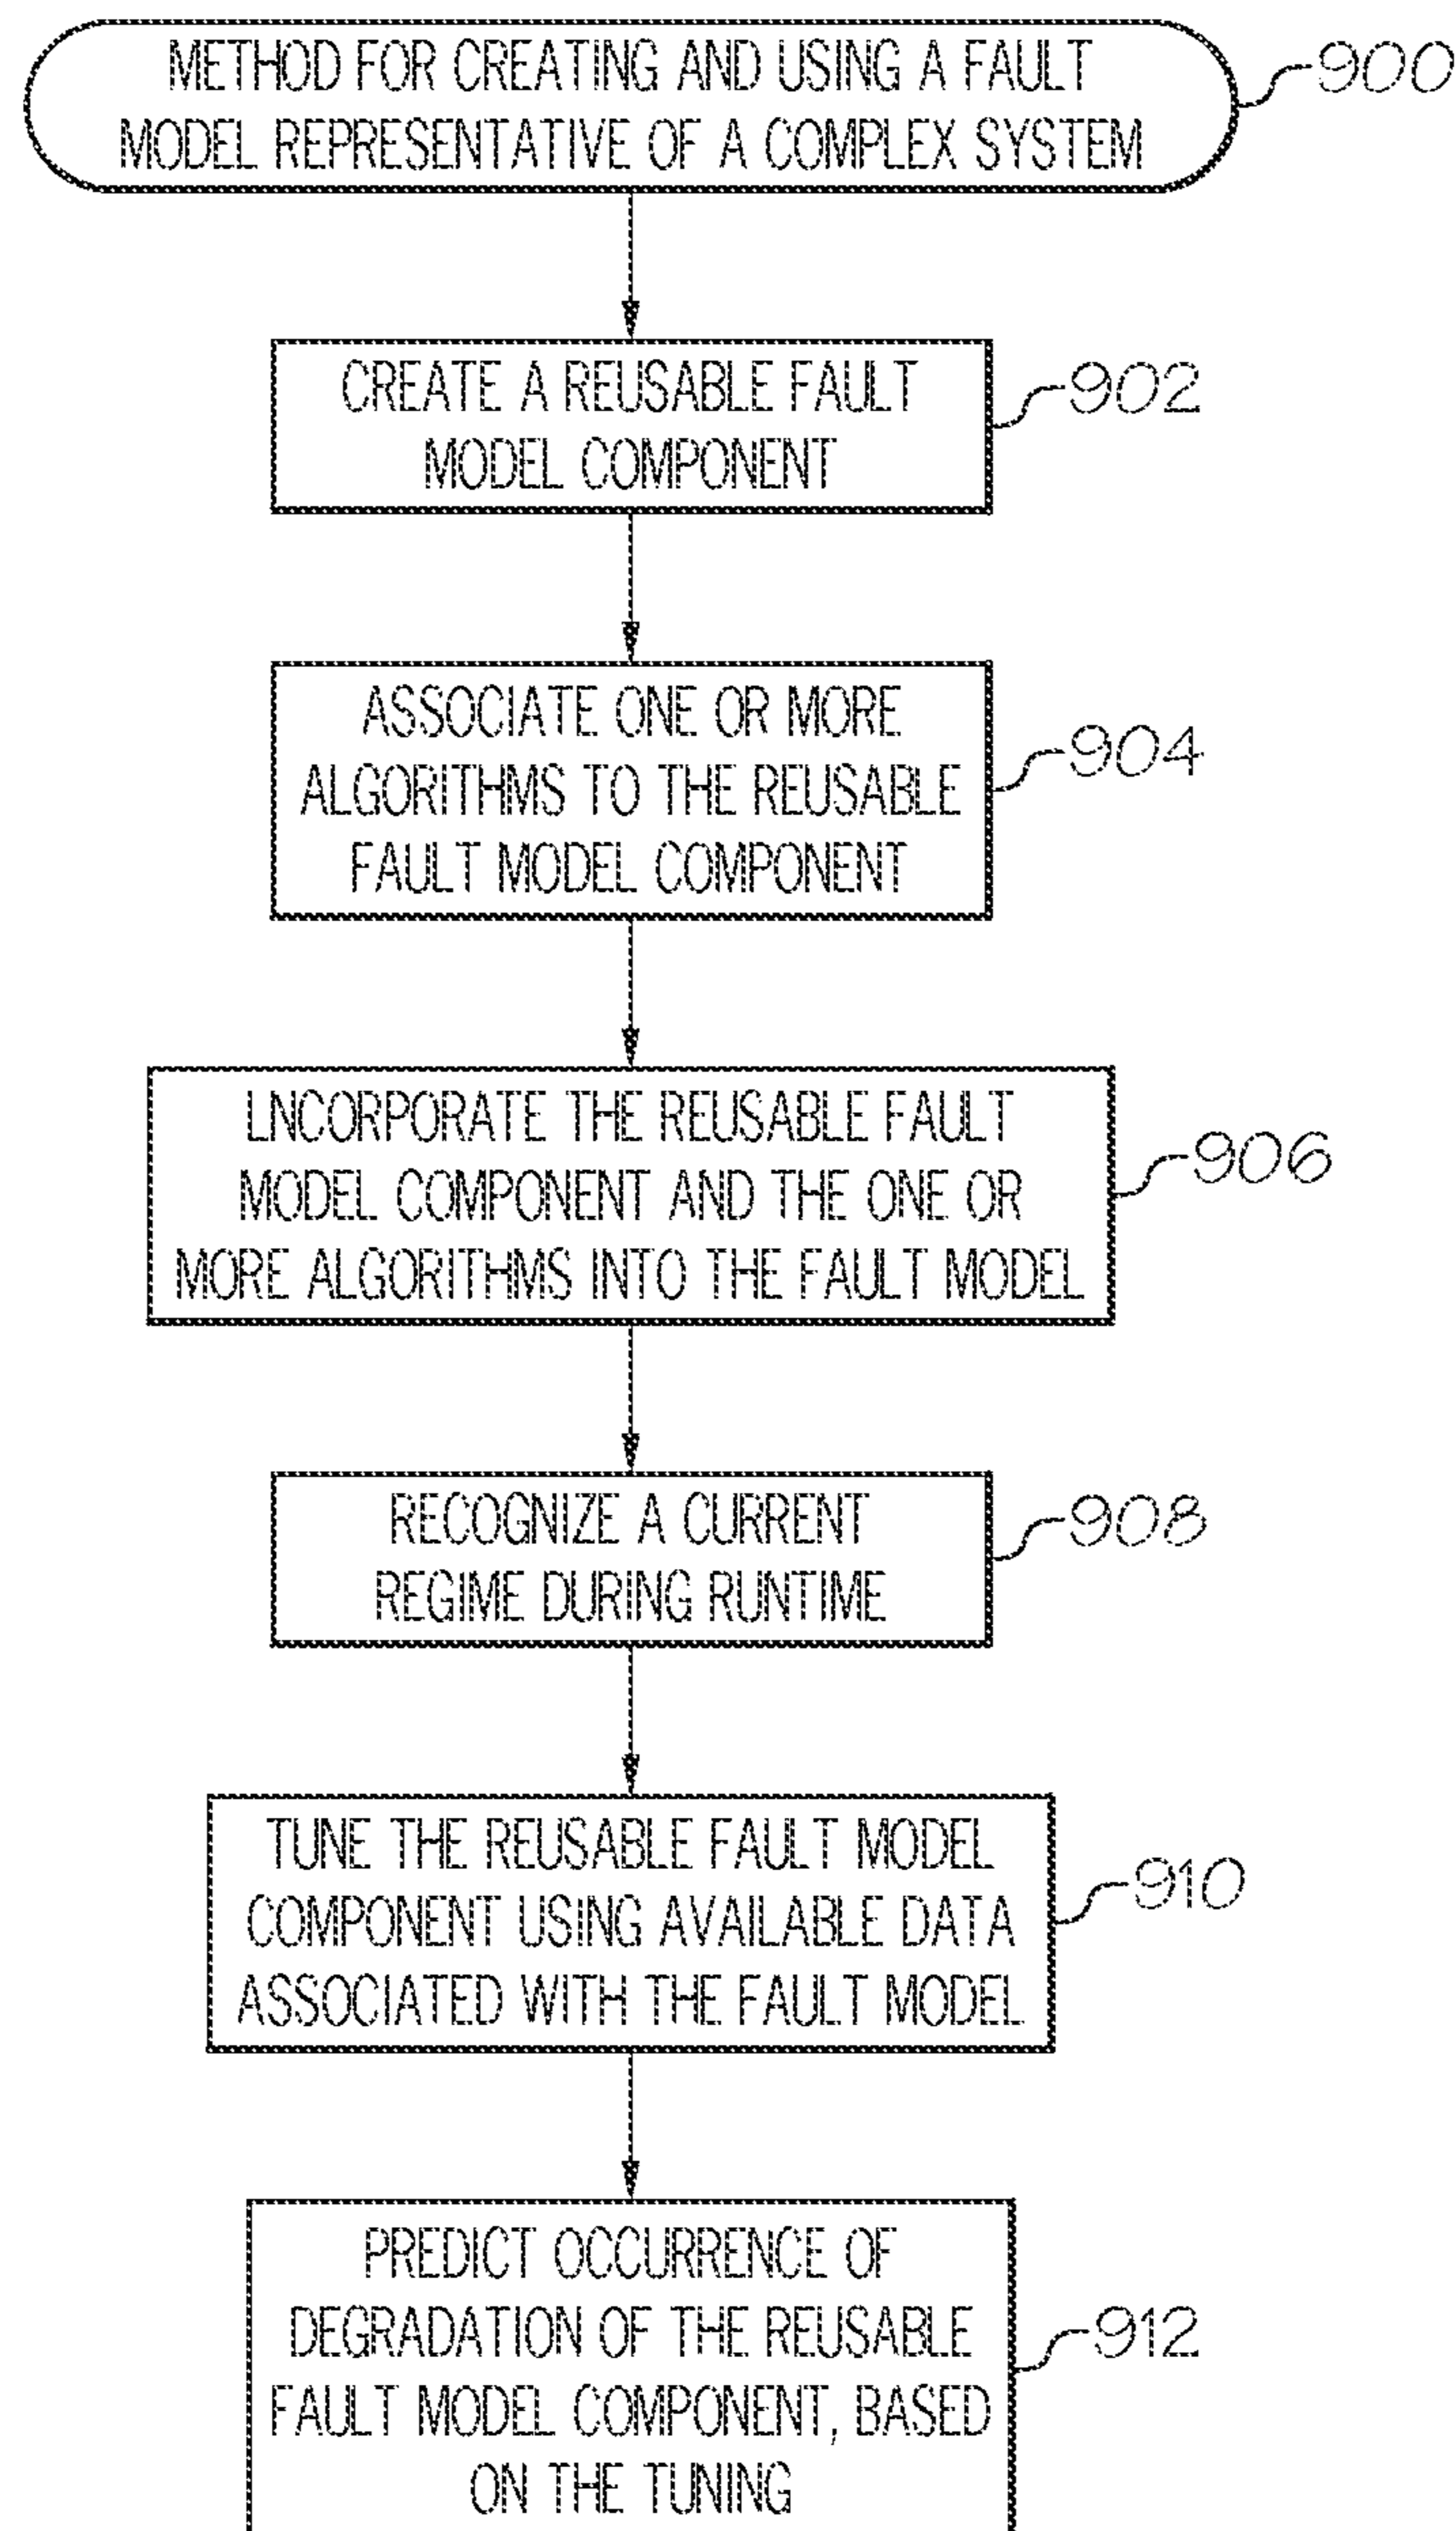 METHOD FOR CREATING AND USING A FAULT
MODEL REPRESENTATIVE OF A COMPLEX SYSTEM
900
CREATE A REUSABLE FAULT
MODEL COMPONENT
902
ASSOCIATE ONE OR MORE
ALGORITHMS TO THE REUSABLE
FAULT MODEL COMPONENT
904
LNCORPORATE THE REUSABLE FAULT
MODEL COMPONENT AND THE ONE OR
MORE ALGORITHMS INTO THE FAULT MODEL
906
RECOGNIZE A CURRENT
REGIME DURING RUNTIME
908
TUNE THE REUSABLE FAULT MODEL
COMPONENT USING AVAILABLE DATA
ASSOCIATED WITH THE FAULT MODEL
910
PREDICT OCCURRENCE OF
DEGRADATION OF THE REUSABLE
FAULT MODEL COMPONENT, BASED
ON THE TUNING
912